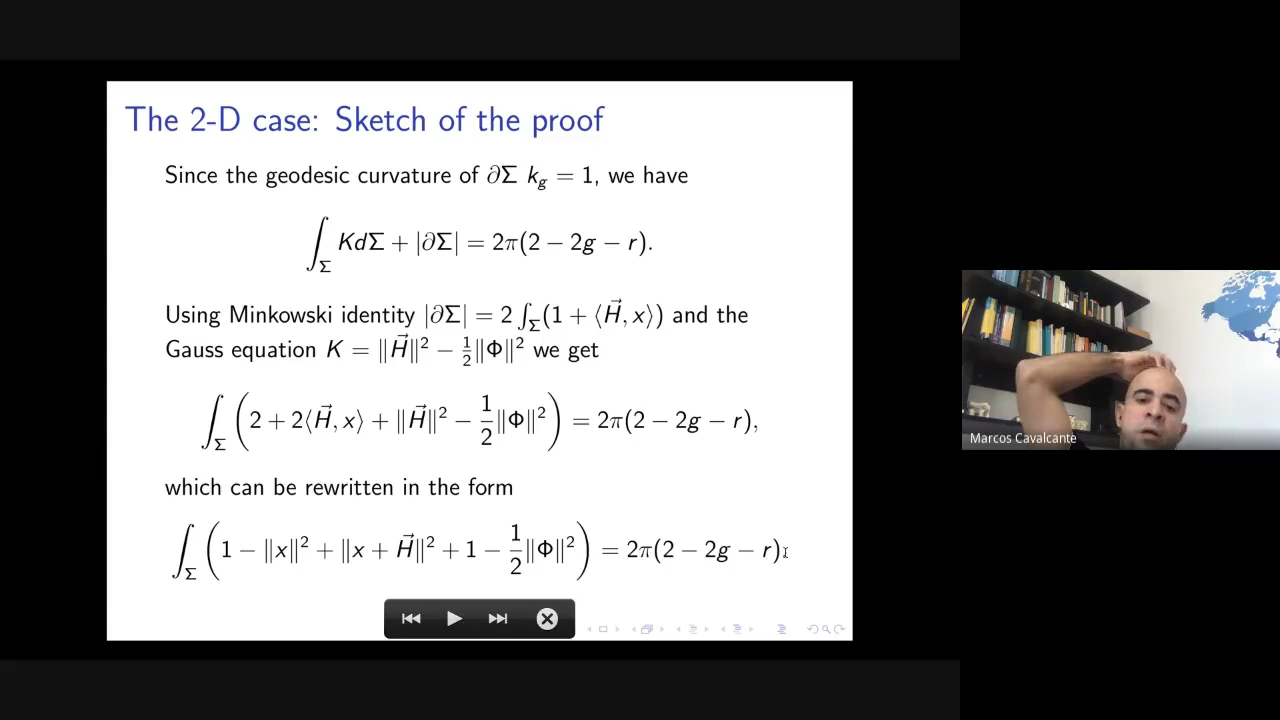 The 2-D case: Sketch of the proof
Since the geodesic curvature of ∂Σ k_g = 1, we have
∫_Σ KdΣ + |∂Σ| = 2π(2 − 2g − r).
Using Minkowski identity |∂Σ| = 2 ∫_Σ(1 + ⟨H⃗, x⟩) and the
Gauss equation K = ‖H⃗‖² − ½‖Φ‖² we get
∫_Σ (2 + 2⟨H⃗, x⟩ + ‖H⃗‖² − 1/2 ‖Φ‖²) = 2π(2 − 2g − r),
which can be rewritten in the form
∫_Σ (1 − ‖x‖² + ‖x + H⃗‖² + 1 − 1/2 ‖Φ‖²) = 2π(2 − 2g − r)
Marcos Cavalcante